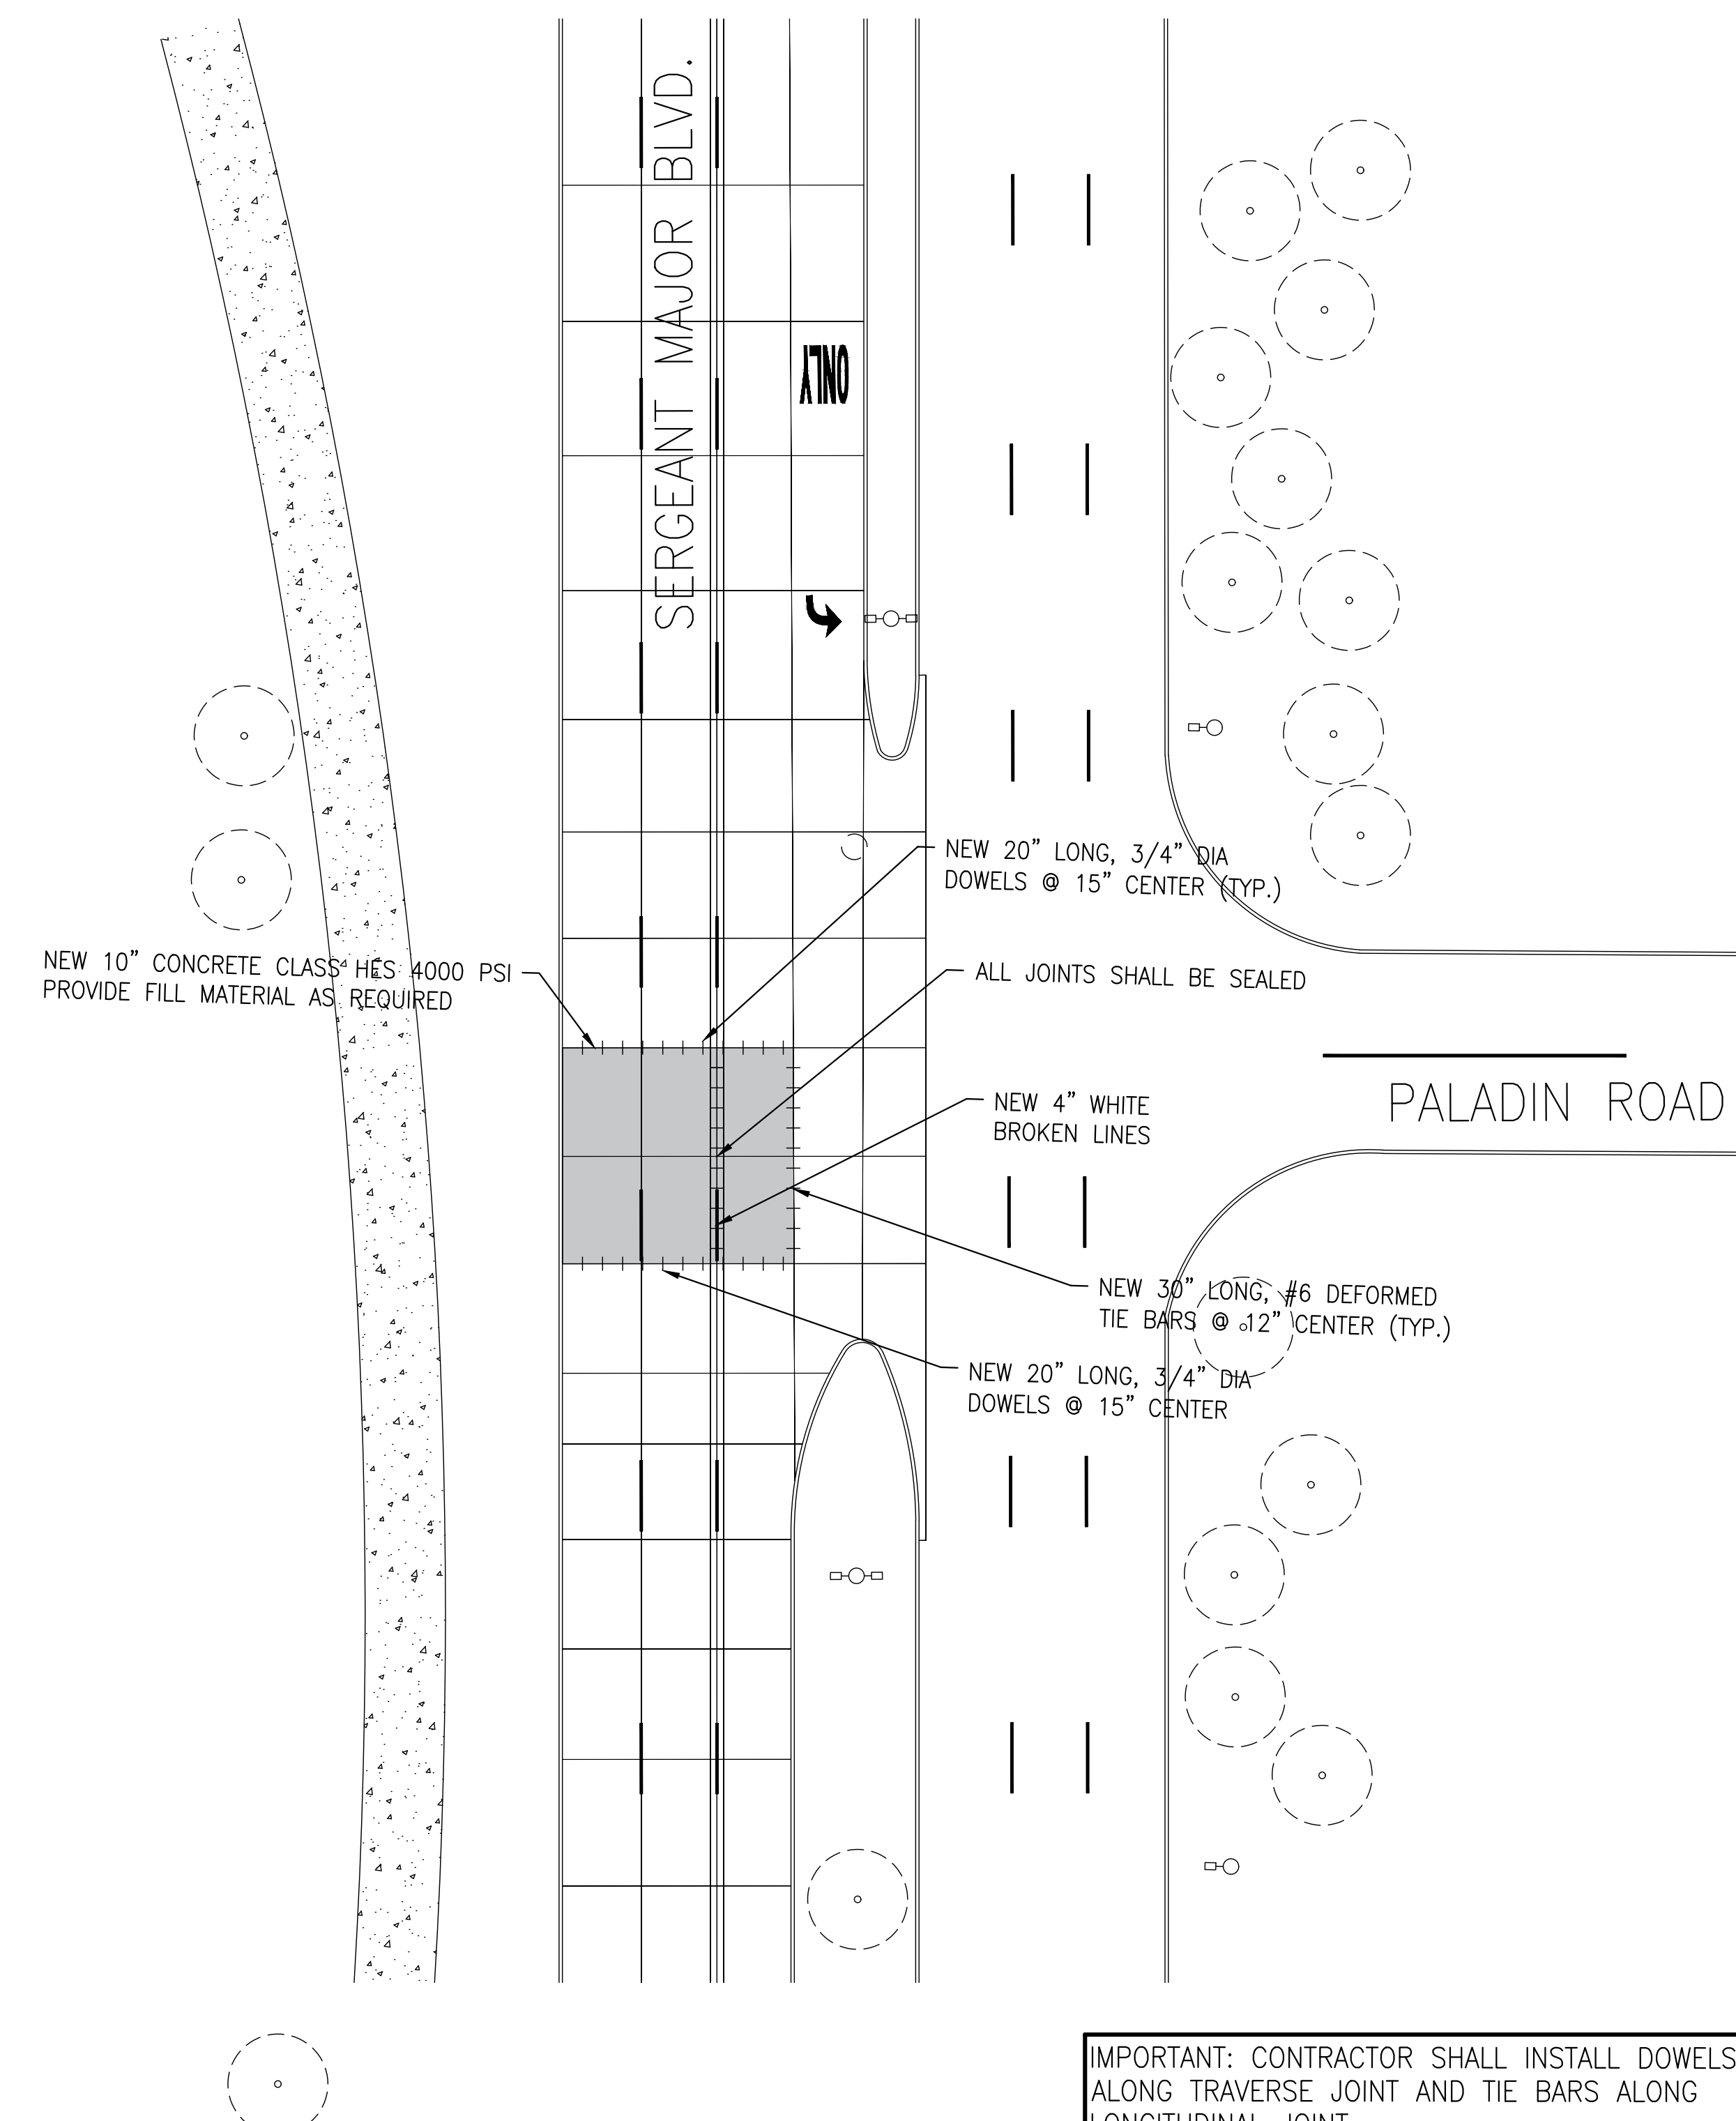 SERGEANT MAJOR BLVD.
ONLY
NEW 20" LONG, 3/4" DIA
DOWELS @ 15" CENTER (TYP.)
NEW 10" CONCRETE CLASS HES 4000 PSI
PROVIDE FILL MATERIAL AS REQUIRED
ALL JOINTS SHALL BE SEALED
NEW 4" WHITE
BROKEN LINES
PALADIN ROAD
NEW 30" LONG, #6 DEFORMED
TIE BARS @ 12" CENTER (TYP.)
NEW 20" LONG, 3/4" DIA
DOWELS @ 15" CENTER
IMPORTANT: CONTRACTOR SHALL INSTALL DOWELS
ALONG TRAVERSE JOINT AND TIE BARS ALONG
LONGITUDINAL JOINT